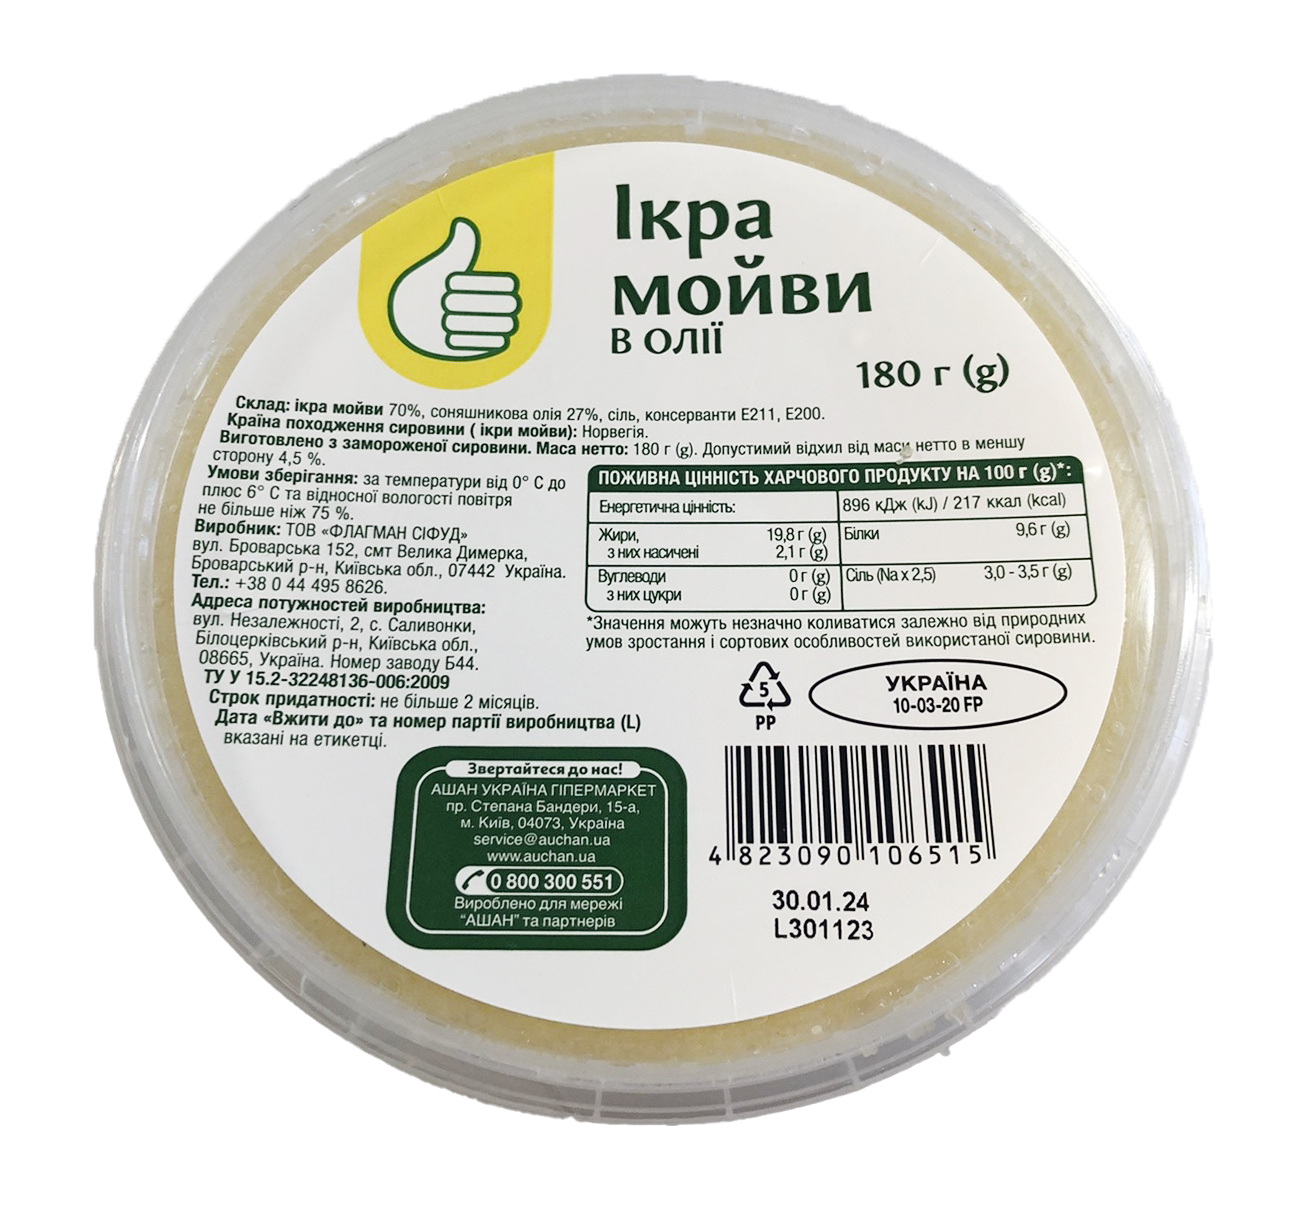 Ікра
мойви
в олії
180 г (g)
Склад: ікра мойви 70%, соняшникова олія 27%, сіль, консерванти Е211, Е200.
Країна походження сировини ( ікри мойви): Норвегія.
Виготовлено з замороженої сировини. Маса нетто: 180 г (g). Допустимий відхил від маси нетто в меншу
сторону 4,5 %.
Умови зберігання: за температури від 0° С до
плюс 6° С та відносної вологості повітря
не більше ніж 75 %.
Виробник: ТОВ «ФЛАГМАН СІФУД»
вул. Броварська 152, смт Велика Димерка,
Броварський р-н, Київська обл., 07442 Україна.
Тел.: +38 0 44 495 8626.
Адреса потужностей виробництва:
вул. Незалежності, 2, с. Саливонки,
Білоцерківський р-н, Київська обл.,
08665, Україна. Номер заводу Б44.
ТУ У 15.2-32248136-006:2009
Строк придатності: не більше 2 місяців.
Дата «Вжити до» та номер партії виробництва (L)
вказані на етикетці.
ПОЖИВНА ЦІННІСТЬ ХАРЧОВОГО ПРОДУКТУ НА 100 г (g)*:
Енергетична цінність: 896 кДж (kJ) / 217 ккал (kcal)
Жири, 19,8 г (g) Білки 9,6 г (g)
з них насичені 2,1 г (g)
Вуглеводи 0 г (g) Сіль (Na x 2,5) 3,0 - 3,5 г (g)
з них цукри 0 г (g)
*Значення можуть незначно коливатися залежно від природних
умов зростання і сортових особливостей використаної сировини.
5
PP
УКРАЇНА
10-03-20 FP
Звертайтеся до нас!
АШАН УКРАЇНА ГІПЕРМАРКЕТ
пр. Степана Бандери, 15-а,
м. Київ, 04073, Україна
service@auchan.ua
www.auchan.ua
0 800 300 551
Вироблено для мережі
"АШАН" та партнерів
4 823090 106515
30.01.24
L301123